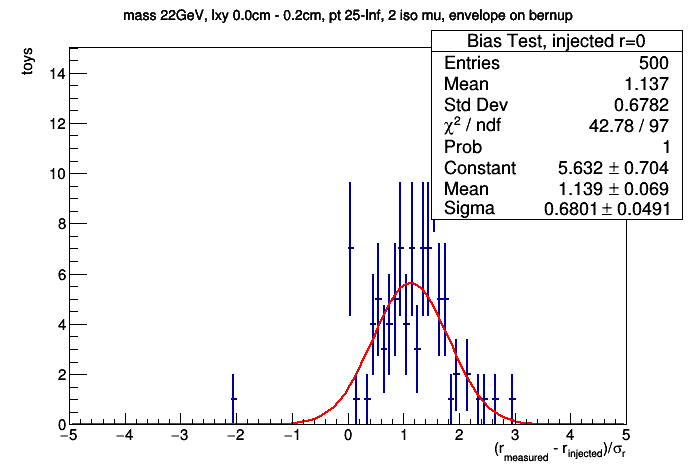 mass 22GeV, lxy 0.0cm - 0.2cm, pt 25-Inf, 2 iso mu, envelope on bernup
Bias Test, injected r=0
Entries 500
Mean 1.137
Std Dev 0.6782
χ² / ndf 42.78 / 97
Prob 1
Constant 5.632 ± 0.704
Mean 1.139 ± 0.069
Sigma 0.6801 ± 0.0491
toys
14
12
10
8
6
4
2
0
−5 −4 −3 −2 −1 0 1 2 3 4 5
(r_measured - r_injected)/σ_r